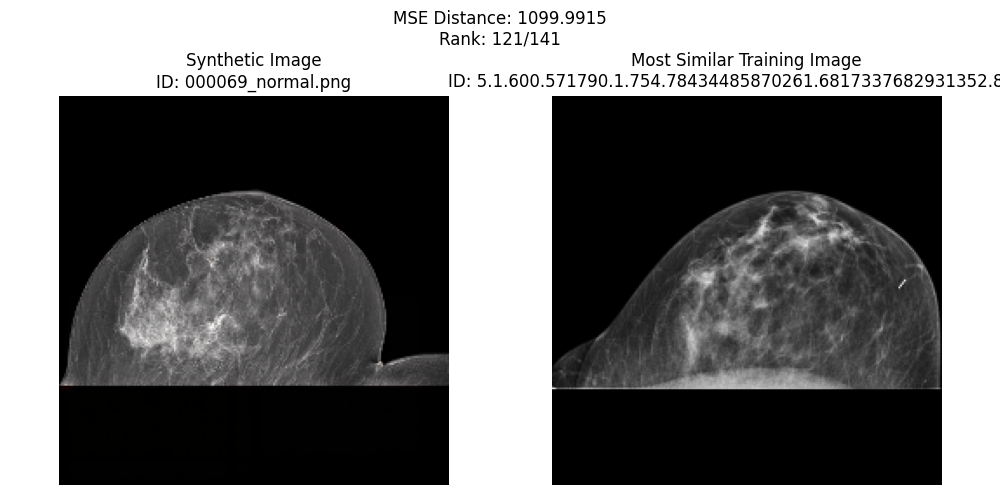 MSE Distance: 1099.9915
Rank: 121/141
Synthetic Image
ID: 000069_normal.png
Most Similar Training Image
ID: 5.1.600.571790.1.754.78434485870261.6817337682931352.8